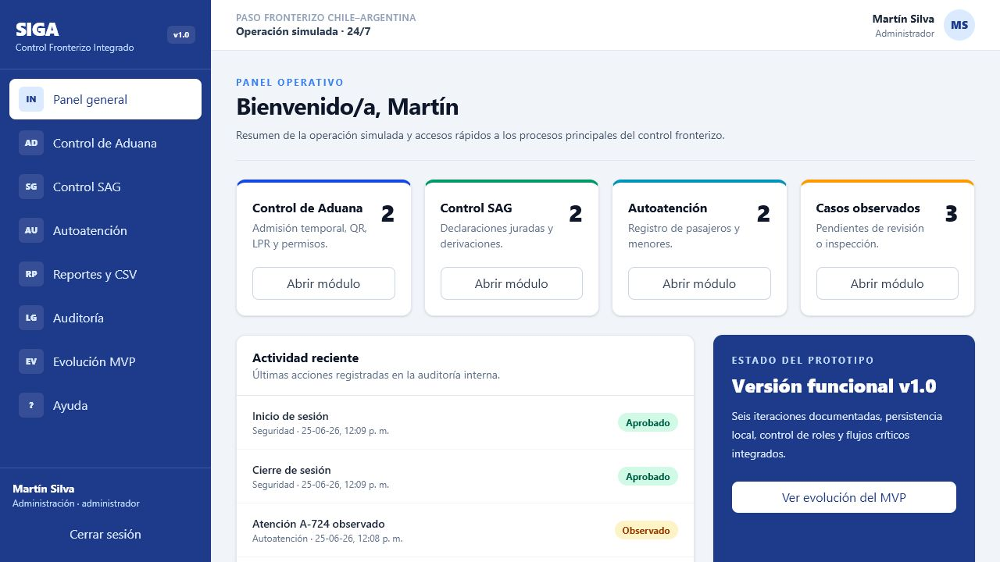 SIGA
Control Fronterizo Integrado
v1.0
IN Panel general
AD Control de Aduana
SG Control SAG
AU Autoatención
RP Reportes y CSV
LG Auditoría
EV Evolución MVP
? Ayuda
Martín Silva
Administración · administrador
Cerrar sesión
PASO FRONTERIZO CHILE–ARGENTINA
Operación simulada · 24/7
Martín Silva
Administrador
MS
PANEL OPERATIVO
Bienvenido/a, Martín
Resumen de la operación simulada y accesos rápidos a los procesos principales del control fronterizo.
Control de Aduana
2
Admisión temporal, QR,
LPR y permisos.
Abrir módulo
Control SAG
2
Declaraciones juradas y
derivaciones.
Abrir módulo
Autoatención
2
Registro de pasajeros y
menores.
Abrir módulo
Casos observados
3
Pendientes de revisión
o inspección.
Abrir módulo
Actividad reciente
Últimas acciones registradas en la auditoría interna.
Inicio de sesión
Seguridad · 25-06-26, 12:09 p. m.
Aprobado
Cierre de sesión
Seguridad · 25-06-26, 12:09 p. m.
Aprobado
Atención A-724 observado
Autoatención · 25-06-26, 12:08 p. m.
Observado
ESTADO DEL PROTOTIPO
Versión funcional v1.0
Seis iteraciones documentadas, persistencia
local, control de roles y flujos críticos
integrados.
Ver evolución del MVP